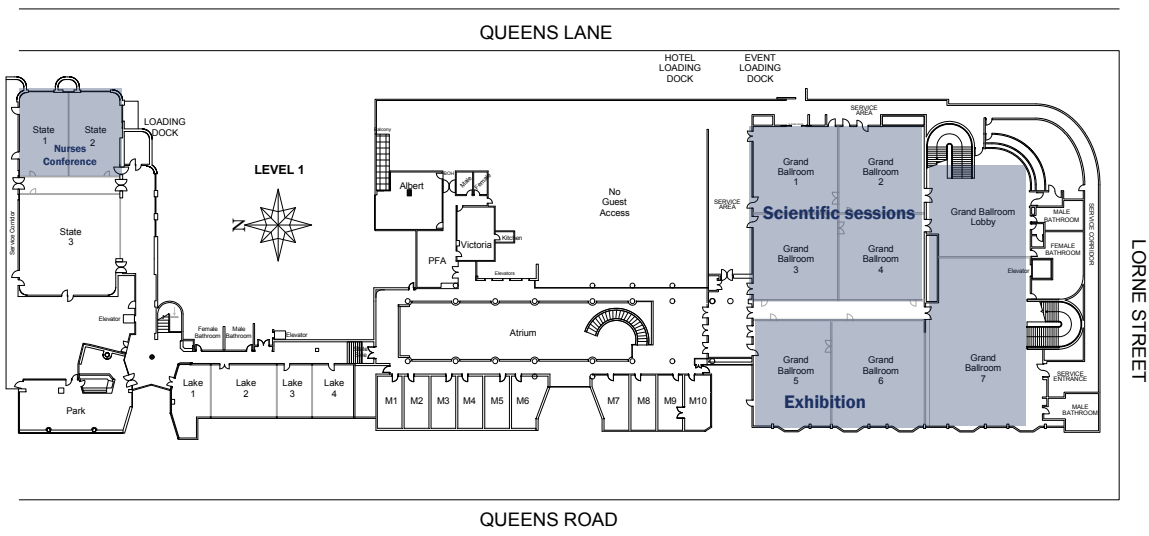 QUEENS LANE
HOTEL
LOADING
DOCK
EVENT
LOADING
DOCK
LOADING
DOCK
SERVICE
AREA
State
1
State
2
Nurses
Conference
LEVEL 1
N
State
3
Service Corridor
Balcony
Albert
BOH
Male
Female
Victoria
Kitchen
PFA
Elevators
No
Guest
Access
SERVICE
AREA
Grand
Ballroom
1
Grand
Ballroom
2
Scientific sessions
Grand
Ballroom
3
Grand
Ballroom
4
Grand Ballroom
Lobby
MALE
BATHROOM
FEMALE
BATHROOM
SERVICE CORRIDOR
Elevator
LORNE STREET
Elevator
Female
Bathroom
Male
Bathroom
Elevator
Atrium
Park
Lake
1
Lake
2
Lake
3
Lake
4
M1
M2
M3
M4
M5
M6
M7
M8
M9
M10
Grand
Ballroom
5
Grand
Ballroom
6
Grand
Ballroom
7
Exhibition
SERVICE
ENTRANCE
MALE
BATHROOM
QUEENS ROAD